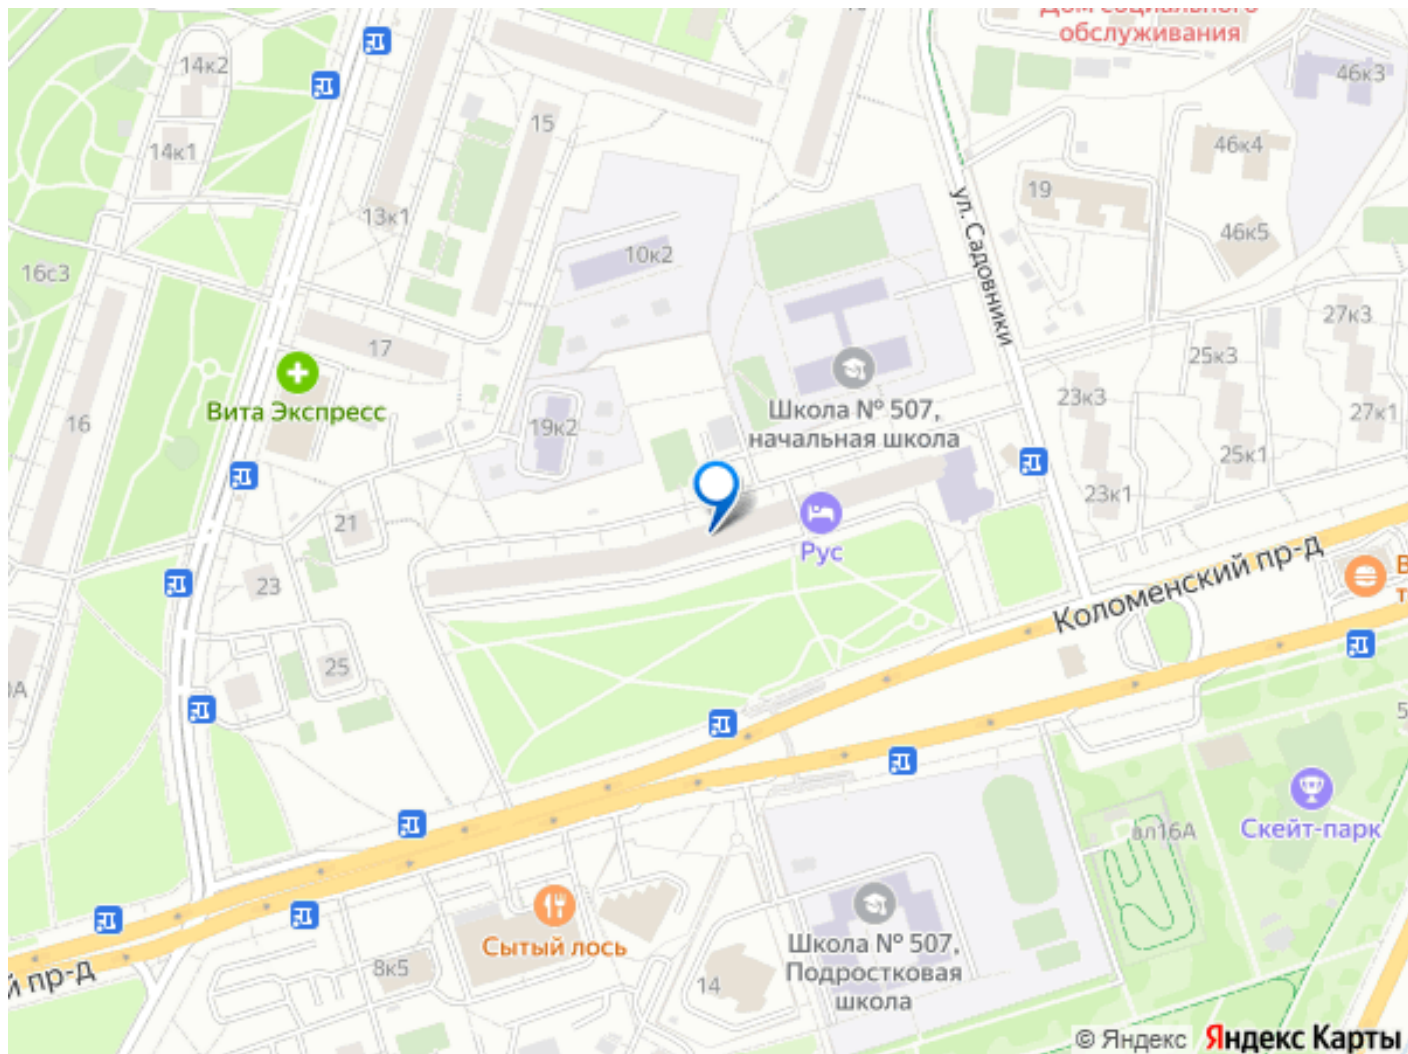 Дом социального
обслуживания
14к2
46к3
15
14к1
46к4
19
13к1
ул. Садовники
46к5
10к2
16с3
27к3
17
25к3
Вита Экспресс
23к3
Школа № 507,
начальная школа
27к1
16
19к2
25к1
23к1
21
Рус
Коломенский пр-д
23
25
Скейт-парк
вл16А
Сытый лось
Школа № 507,
Подростковая
школа
8к5
14
й пр-д
© Яндекс Яндекс Карты